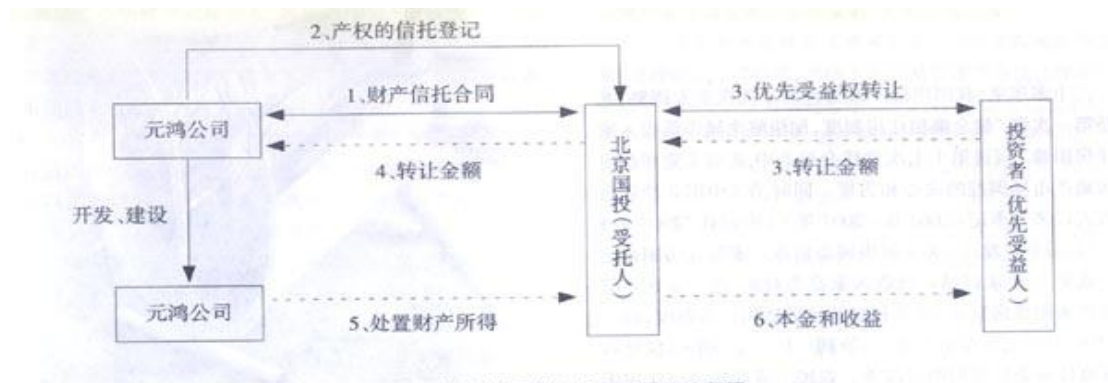 2、产权的信托登记
1、财产信托合同
3、优先受益权转让
元鸿公司
北京国投(受托人)
投资者(优先受益人)
4、转让金额
3、转让金额
开发、建设
元鸿公司
5、处置财产所得
6、本金和收益